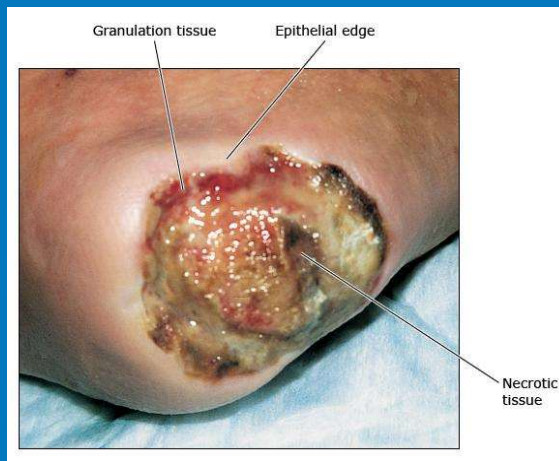 Granulation tissue
Epithelial edge
Necrotic
tissue